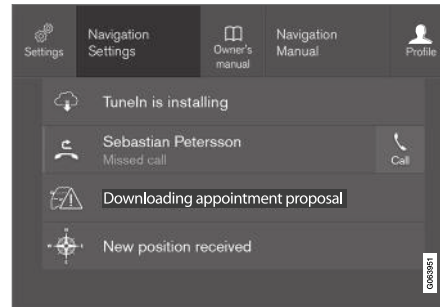 Settings
Navigation
Settings
Owner's
manual
Navigation
Manual
Profile
TuneIn is installing
Sebastian Petersson
Missed call
Call
Downloading appointment proposal
New position received
G063951